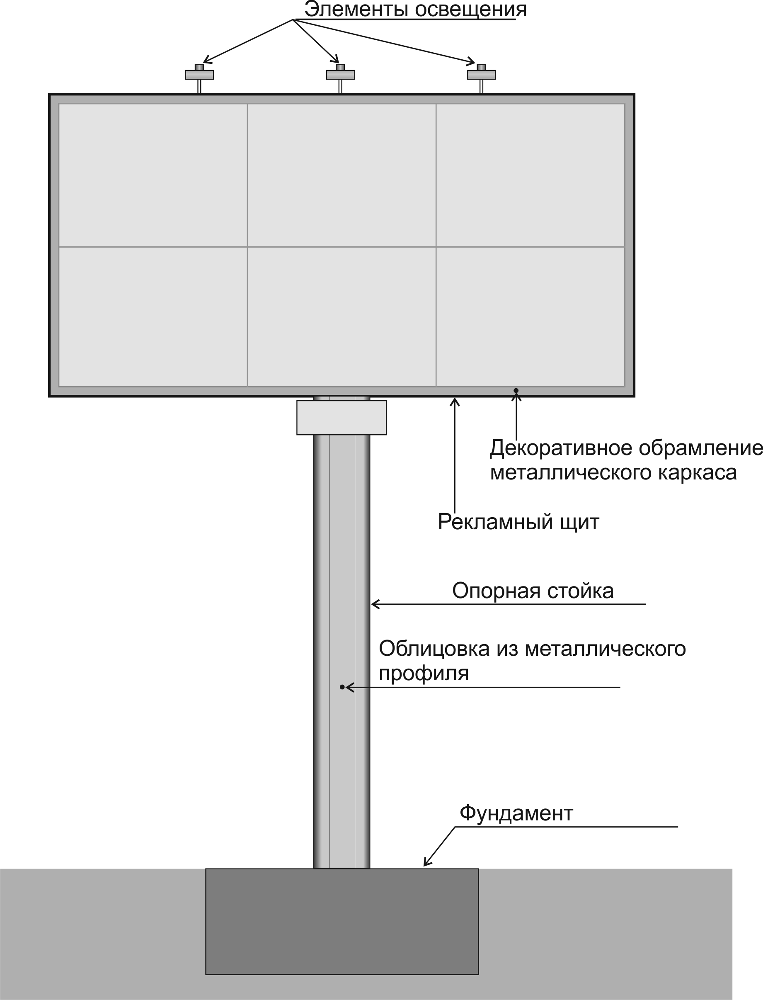 Элементы освещения
Декоративное обрамление
металлического каркаса
Рекламный щит
Опорная стойка
Облицовка из металлического
профиля
Фундамент